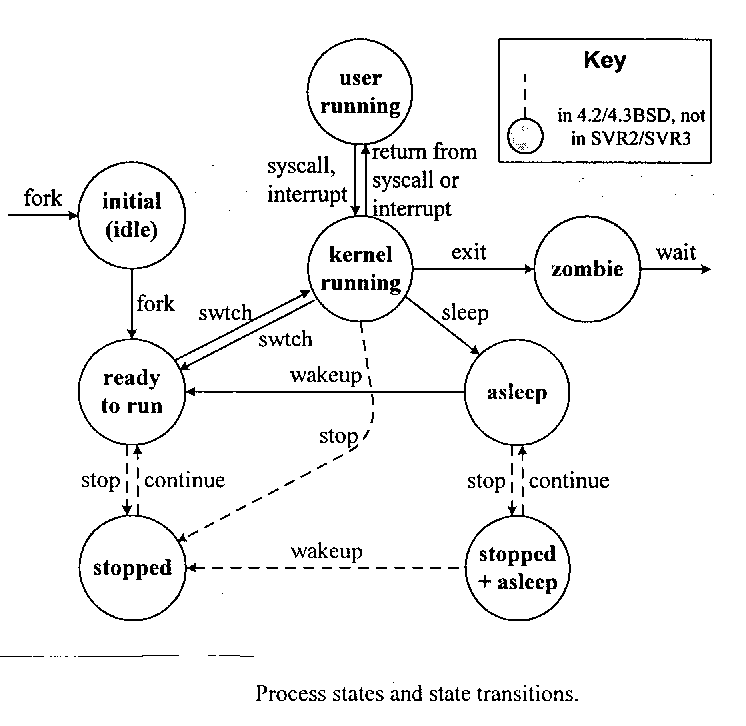 Key
in 4.2/4.3BSD, not
in SVR2/SVR3
user
running
syscall,
interrupt
return from
syscall or
interrupt
fork
initial
(idle)
kernel
running
exit
zombie
wait
fork
swtch
swtch
sleep
ready
to run
wakeup
asleep
stop
stop
continue
stop
continue
stopped
wakeup
stopped
+ asleep
Process states and state transitions.